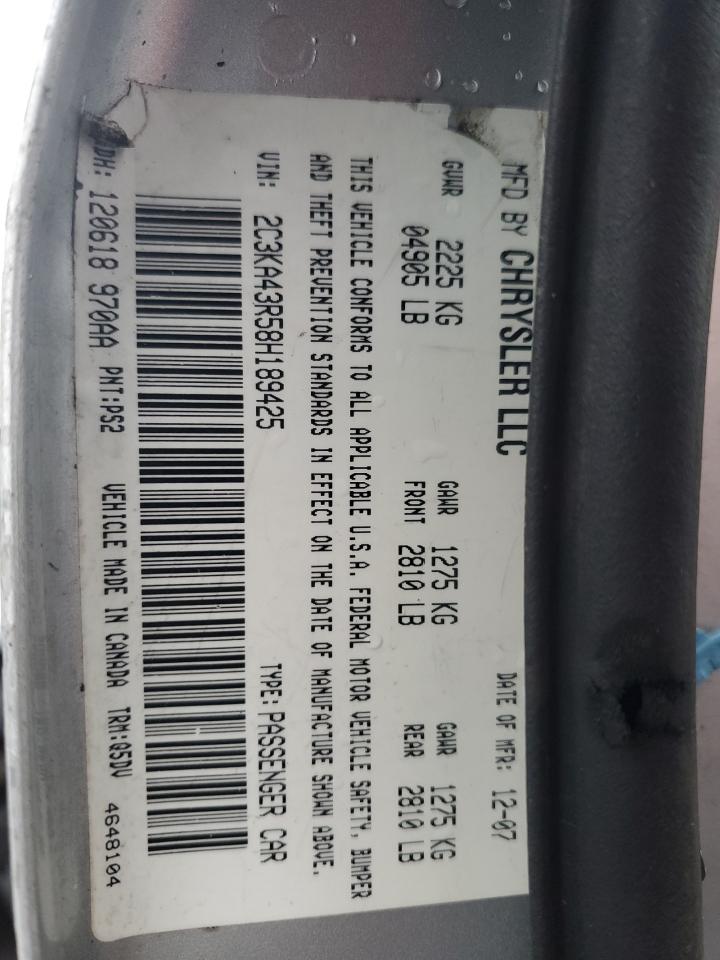 MFD BY CHRYSLER LLC DATE OF MFR: 12-07
GVWR 2225 KG GAWR 1275 KG GAWR 1275 KG
04905 LB FRONT 2810 LB REAR 2810 LB
THIS VEHICLE CONFORMS TO ALL APPLICABLE U.S.A. FEDERAL MOTOR VEHICLE SAFETY, BUMPER
AND THEFT PREVENTION STANDARDS IN EFFECT ON THE DATE OF MANUFACTURE SHOWN ABOVE.
VIN: 2C3KA43R58H189425 TYPE: PASSENGER CAR
MDH: 120618 970AA PNT:PS2 VEHICLE MADE IN CANADA TRM:Q5DV 4648104